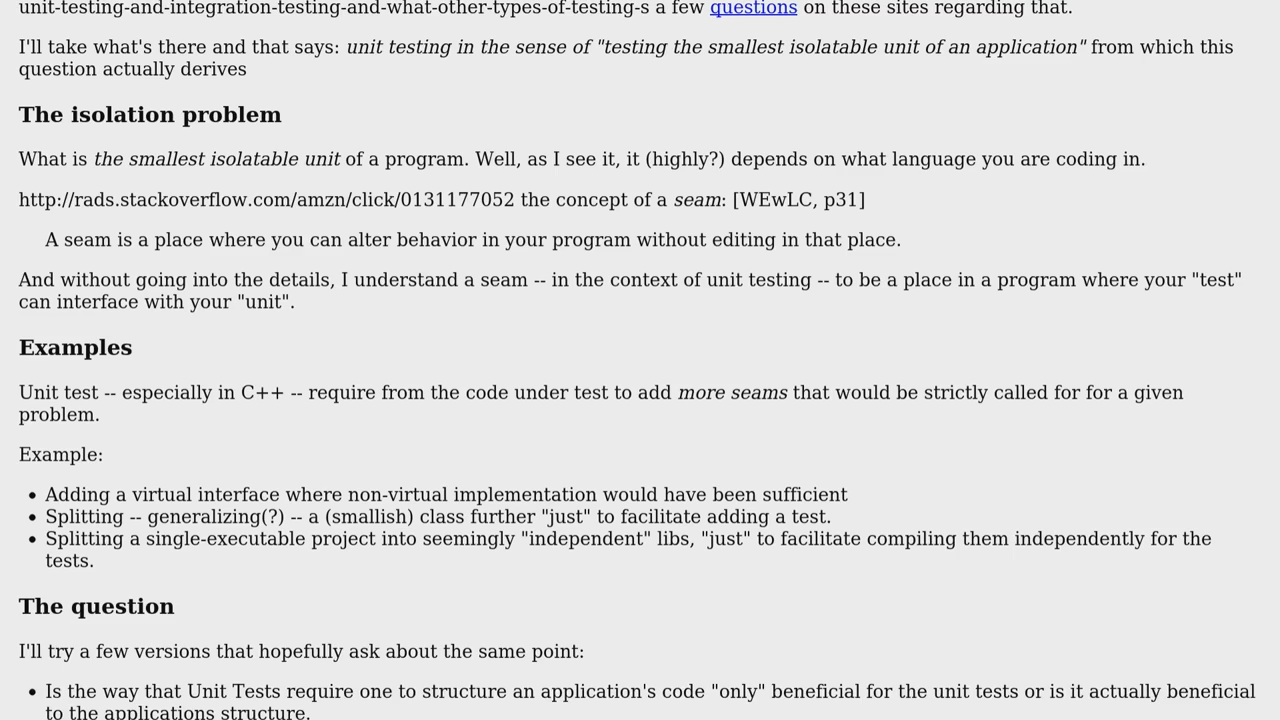 unit-testing-and-integration-testing-and-what-other-types-of-testing-s a few questions on these sites regarding that.
I'll take what's there and that says: unit testing in the sense of "testing the smallest isolatable unit of an application" from which this
question actually derives
The isolation problem
What is the smallest isolatable unit of a program. Well, as I see it, it (highly?) depends on what language you are coding in.
http://rads.stackoverflow.com/amzn/click/0131177052 the concept of a seam: [WEwLC, p31]
A seam is a place where you can alter behavior in your program without editing in that place.
And without going into the details, I understand a seam -- in the context of unit testing -- to be a place in a program where your "test"
can interface with your "unit".
Examples
Unit test -- especially in C++ -- require from the code under test to add more seams that would be strictly called for for a given
problem.
Example:
• Adding a virtual interface where non-virtual implementation would have been sufficient
• Splitting -- generalizing(?) -- a (smallish) class further "just" to facilitate adding a test.
• Splitting a single-executable project into seemingly "independent" libs, "just" to facilitate compiling them independently for the
tests.
The question
I'll try a few versions that hopefully ask about the same point:
• Is the way that Unit Tests require one to structure an application's code "only" beneficial for the unit tests or is it actually beneficial
to the applications structure.